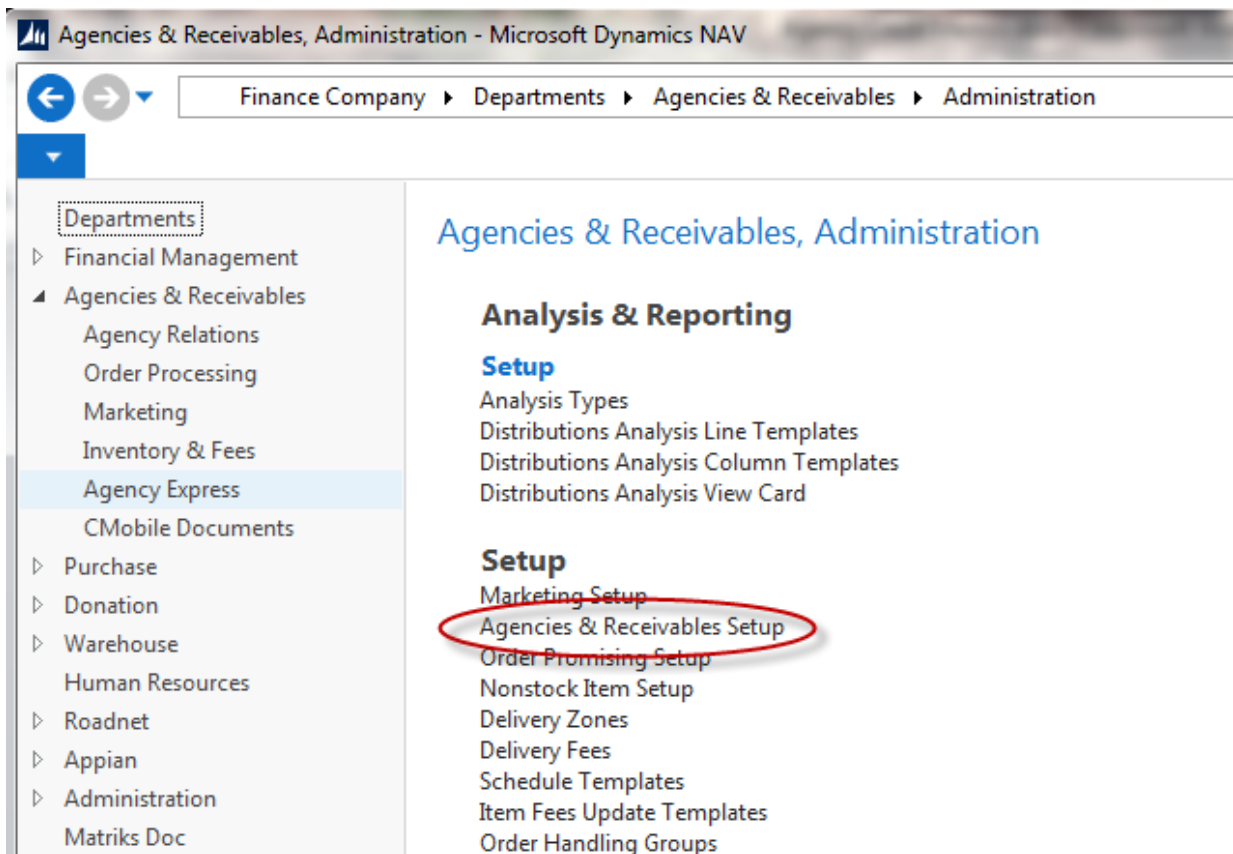 Agencies & Receivables, Administration - Microsoft Dynamics NAV
Finance Company ▸ Departments ▸ Agencies & Receivables ▸ Administration
Departments
Financial Management
Agencies & Receivables
Agency Relations
Order Processing
Marketing
Inventory & Fees
Agency Express
CMobile Documents
Purchase
Donation
Warehouse
Human Resources
Roadnet
Appian
Administration
Matriks Doc
Agencies & Receivables, Administration
Analysis & Reporting
Setup
Analysis Types
Distributions Analysis Line Templates
Distributions Analysis Column Templates
Distributions Analysis View Card
Setup
Marketing Setup
Agencies & Receivables Setup
Order Promising Setup
Nonstock Item Setup
Delivery Zones
Delivery Fees
Schedule Templates
Item Fees Update Templates
Order Handling Groups